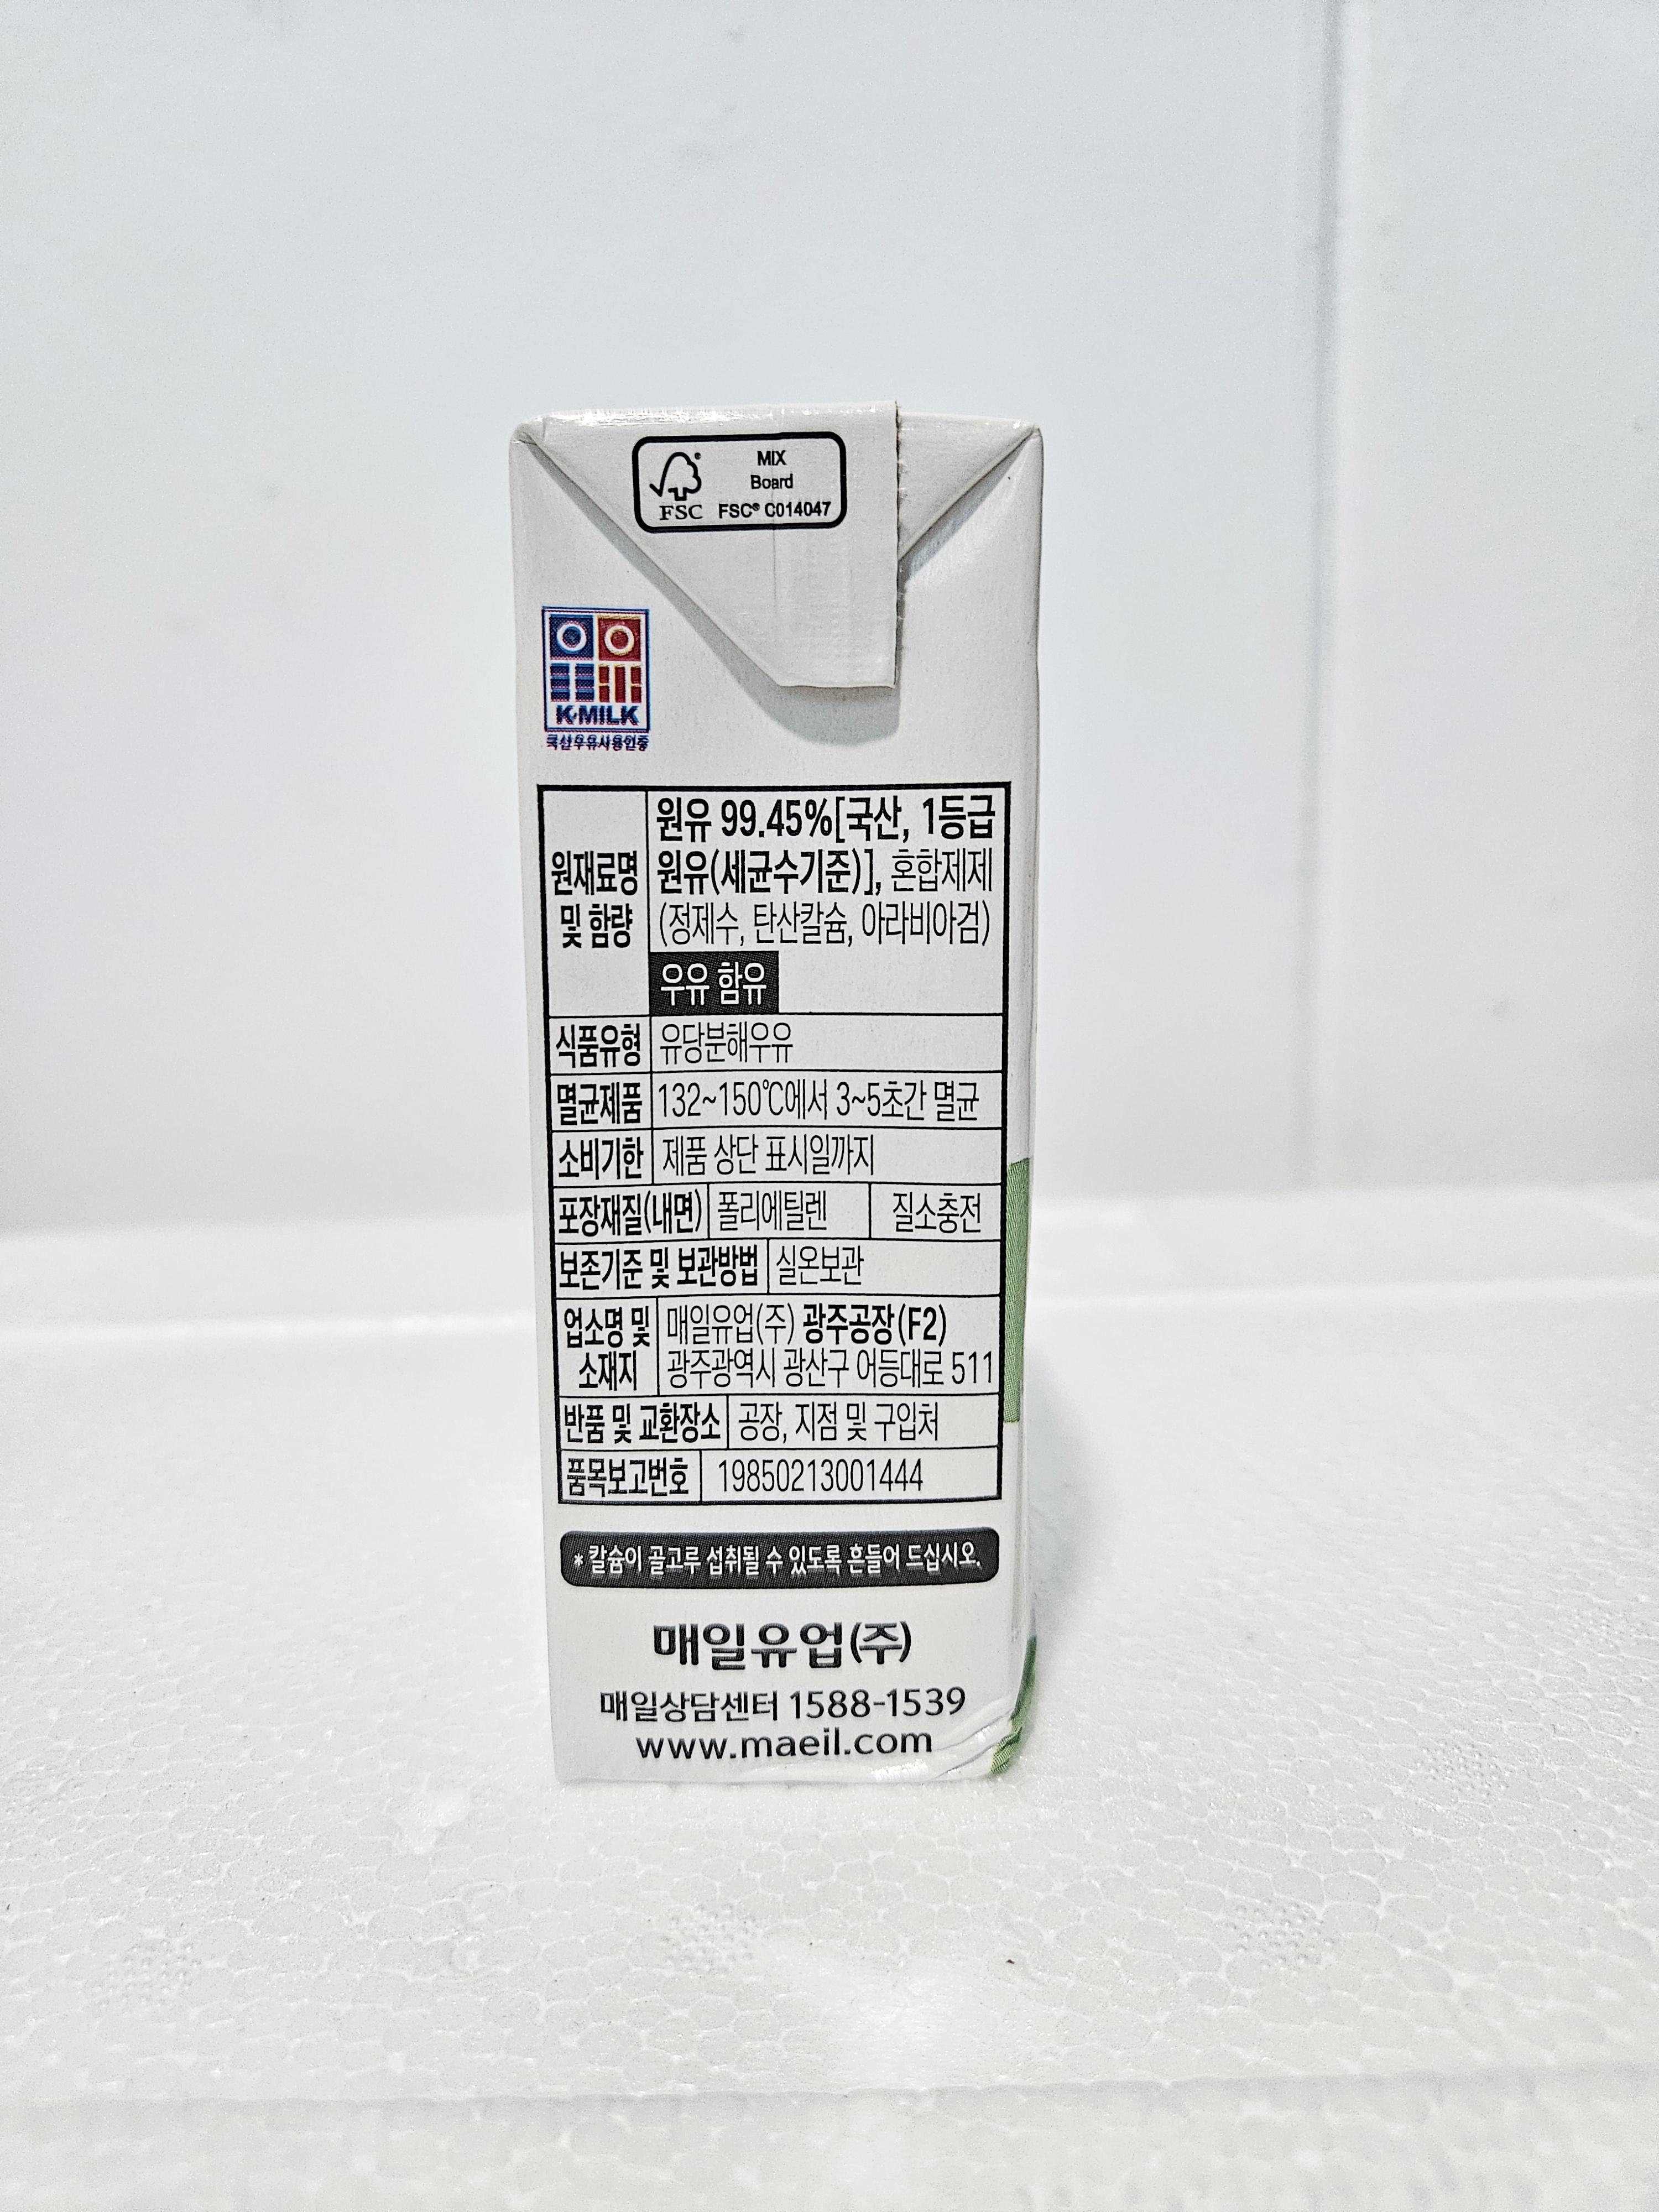 MIX
Board
FSC FSC® C014047
우유
K·MILK
국산우유사용인증
원재료명 및 함량
원유 99.45%[국산, 1등급
원유(세균수기준)], 혼합제제
(정제수, 탄산칼슘, 아라비아검)
우유 함유
식품유형 유당분해우유
멸균제품 132~150℃에서 3~5초간 멸균
소비기한 제품 상단 표시일까지
포장재질(내면) 폴리에틸렌 질소충전
보존기준 및 보관방법 실온보관
업소명 및 소재지
매일유업(주) 광주공장(F2)
광주광역시 광산구 어등대로 511
반품 및 교환장소 공장, 지점 및 구입처
품목보고번호 19850213001444
* 칼슘이 골고루 섭취될 수 있도록 흔들어 드십시오.
매일유업(주)
매일상담센터 1588-1539
www.maeil.com